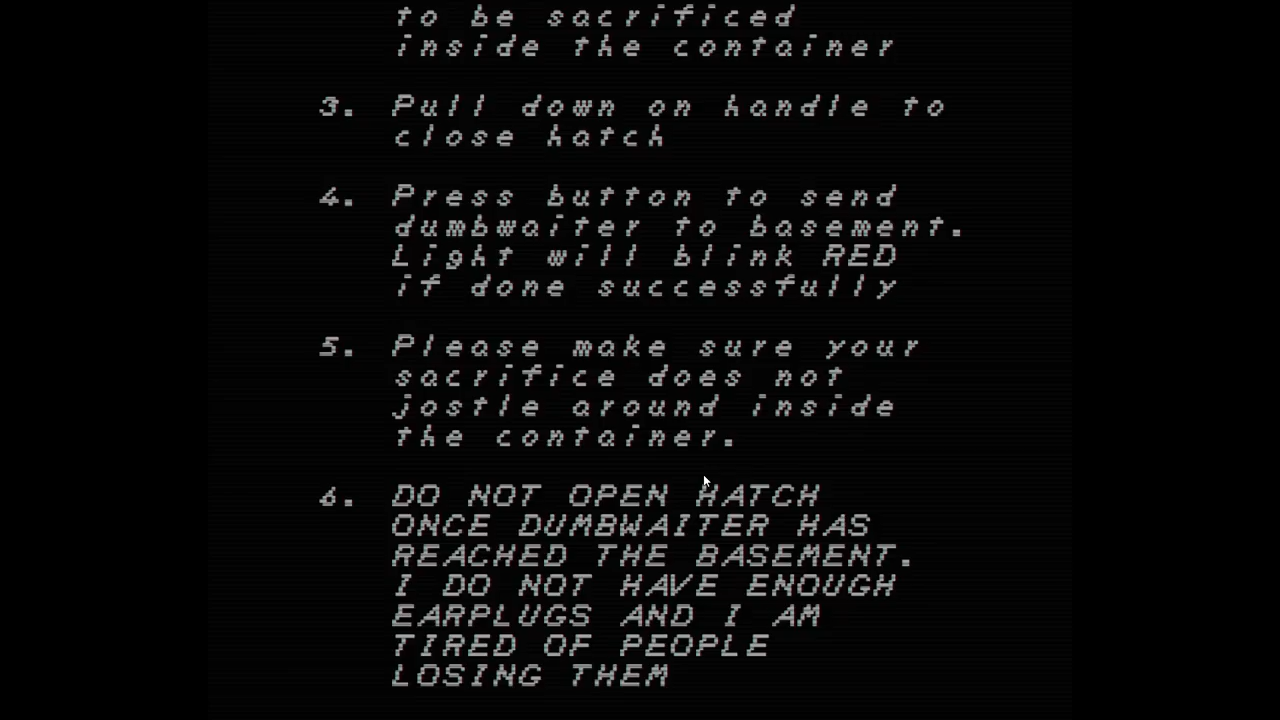 to be sacrificed
inside the container
3. Pull down on handle to
close hatch
4. Press button to send
dumbwaiter to basement.
Light will blink RED
if done successfully
5. Please make sure your
sacrifice does not
jostle around inside
the container.
6. DO NOT OPEN HATCH
ONCE DUMBWAITER HAS
REACHED THE BASEMENT.
I DO NOT HAVE ENOUGH
EARPLUGS AND I AM
TIRED OF PEOPLE
LOSING THEM